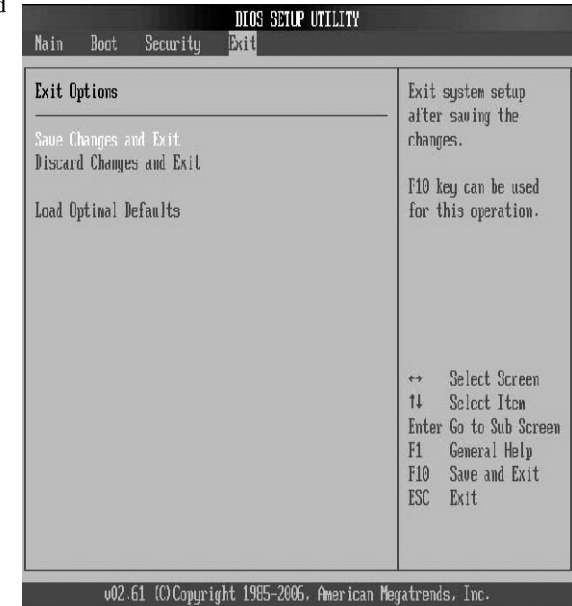 d
BIOS SETUP UTILITY
Main Boot Security Exit
Exit Options
Save Changes and Exit
Discard Changes and Exit
Load Optimal Defaults
Exit system setup
after saving the
changes.
F10 key can be used
for this operation.
↔ Select Screen
↑↓ Select Item
Enter Go to Sub Screen
F1 General Help
F10 Save and Exit
ESC Exit
v02.61 (C)Copyright 1985-2006, American Megatrends, Inc.